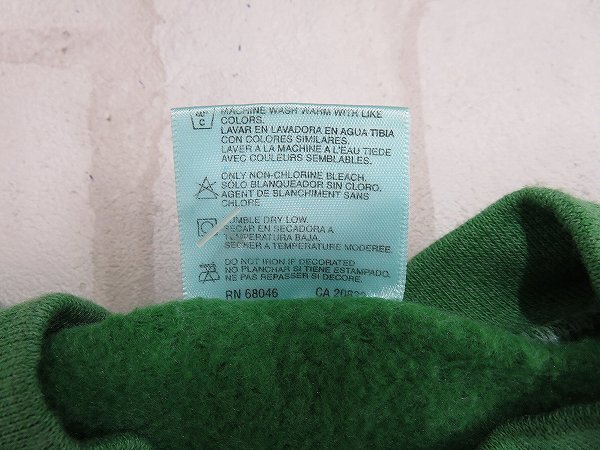 MACHINE WASH WARM WITH LIKE
COLORS.
LAVAR EN LAVADORA EN AGUA TIBIA
CON COLORES SIMILARES.
LAVER A LA MACHINE A L'EAU TIEDE
AVEC COULEURS SEMBLABLES.
ONLY NON-CHLORINE BLEACH.
SOLO BLANQUEADOR SIN CLORO.
AGENT DE BLANCHIMENT SANS
CHLORE
TUMBLE DRY LOW.
SECAR EN SECADORA A
TEMPERATURA BAJA.
SECHER A TEMPERATURE MODEREE.
DO NOT IRON IF DECORATED
NO PLANCHAR SI TIENE ESTAMPADO.
NE PAS REPASSER SI DECORE.
RN 68046 CA